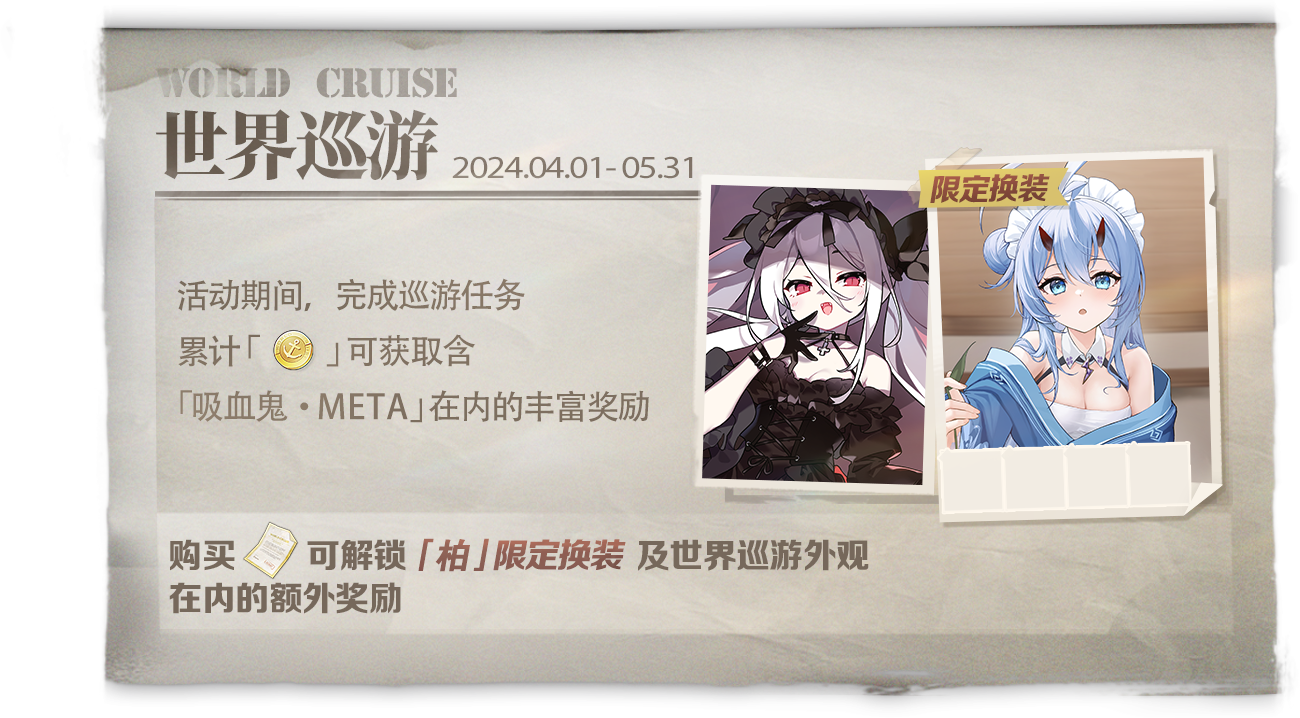 WORLD CRUISE
世界巡游 2024.04.01-05.31
限定换装
活动期间，完成巡游任务
累计「 」可获取含
「吸血鬼·META」在内的丰富奖励
购买 可解锁「柏」限定换装 及世界巡游外观
在内的额外奖励